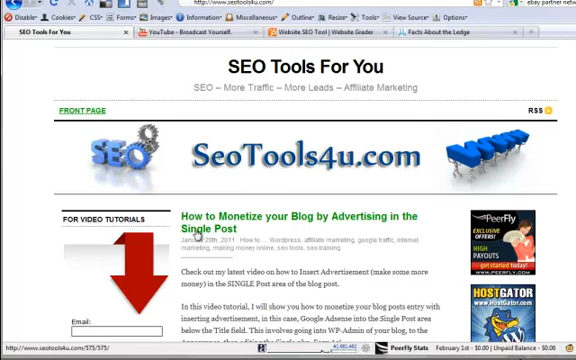 http://www.seotools4u.com/
ebay partner netw
Disable Cookies CSS Forms Images Information Miscellaneous Outline Resize Tools View Source Options
SEO Tools For You
YouTube - Broadcast Yourself.
Website SEO Tool | Website Grader
Facts About the Ledge
SEO Tools For You
SEO – More Traffic – More Leads – Affiliate Marketing
FRONT PAGE
RSS
SEO
SeoTools4u.com
WWW
FOR VIDEO TUTORIALS
Email:
How to Monetize your Blog by Advertising in the
Single Post
January 29th, 2011 · How to..., Wordpress, affiliate marketing, google traffic, internet
marketing, making money online, seo tools, seo training
Check out my latest video on how to Insert Advertisement (make some more
money) in the SINGLE Post area of the blog post.
In this video tutorial, I will show you how to monetize your blog posts entry with
inserting anywhere, in this case, Google Adsense into the Single Post area
below the Title field. This involves going into WP-Admin of your blog, to the
EXCLUSIVE OFFERS
PeerFly
HIGH
PAYOUTS
get started today!
WWW.PEERFLY.COM
HOSTGATOR
http://www.seotools4u.com/575/575/
PeerFly Stats
February 1st - $0.00 | Unpaid Balance - $0.00